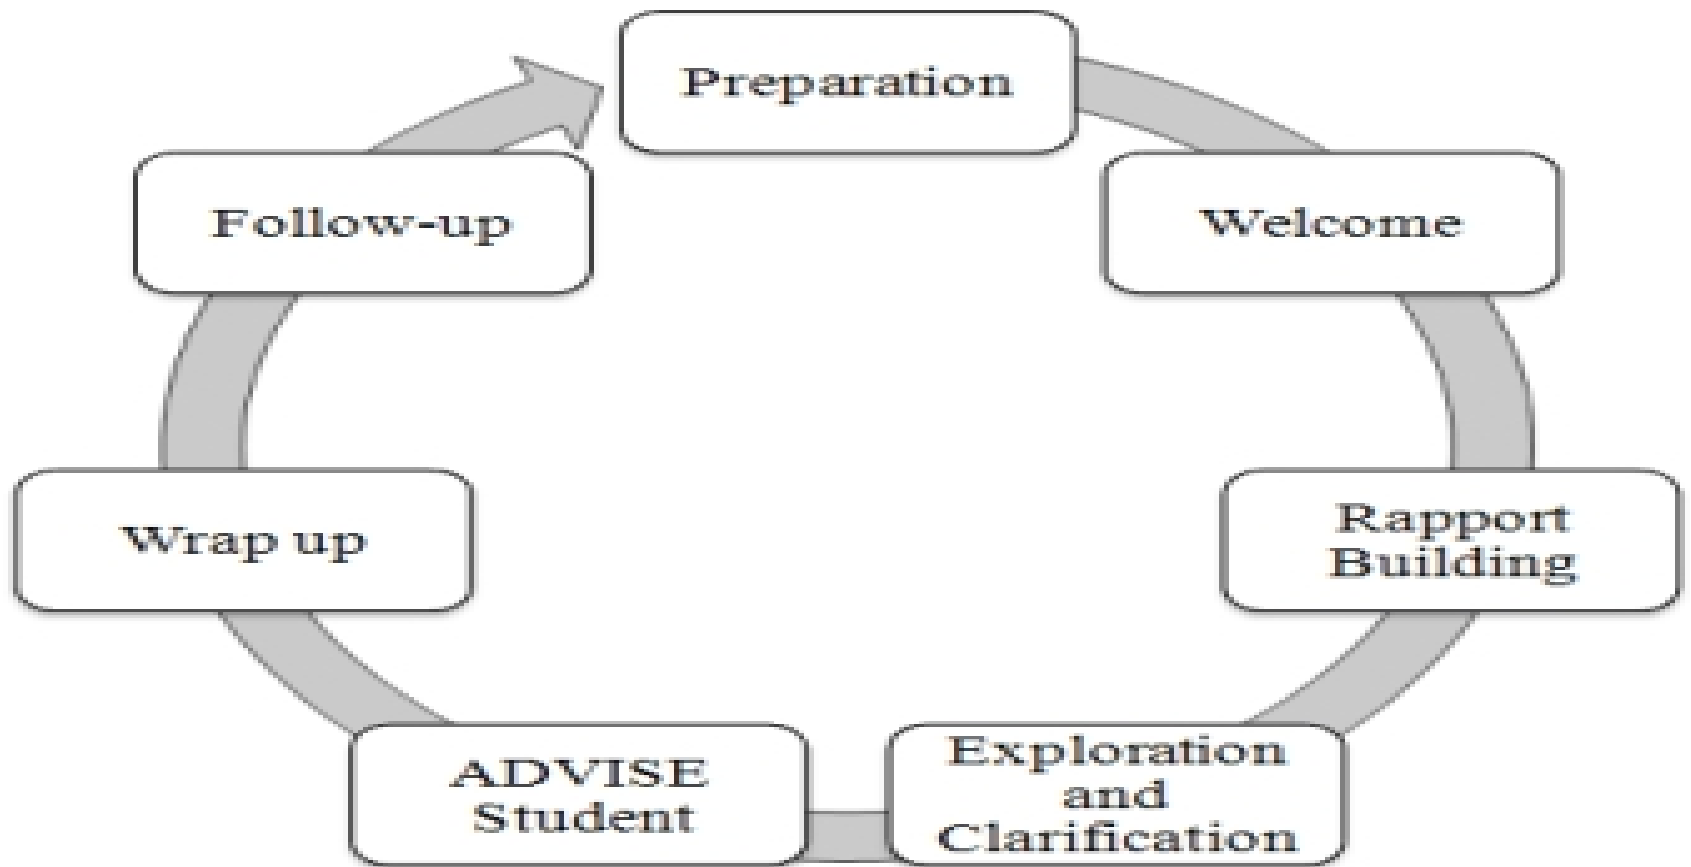 Preparation
Welcome
Rapport
Building
Exploration
and
Clarification
ADVISE
Student
Wrap up
Follow-up